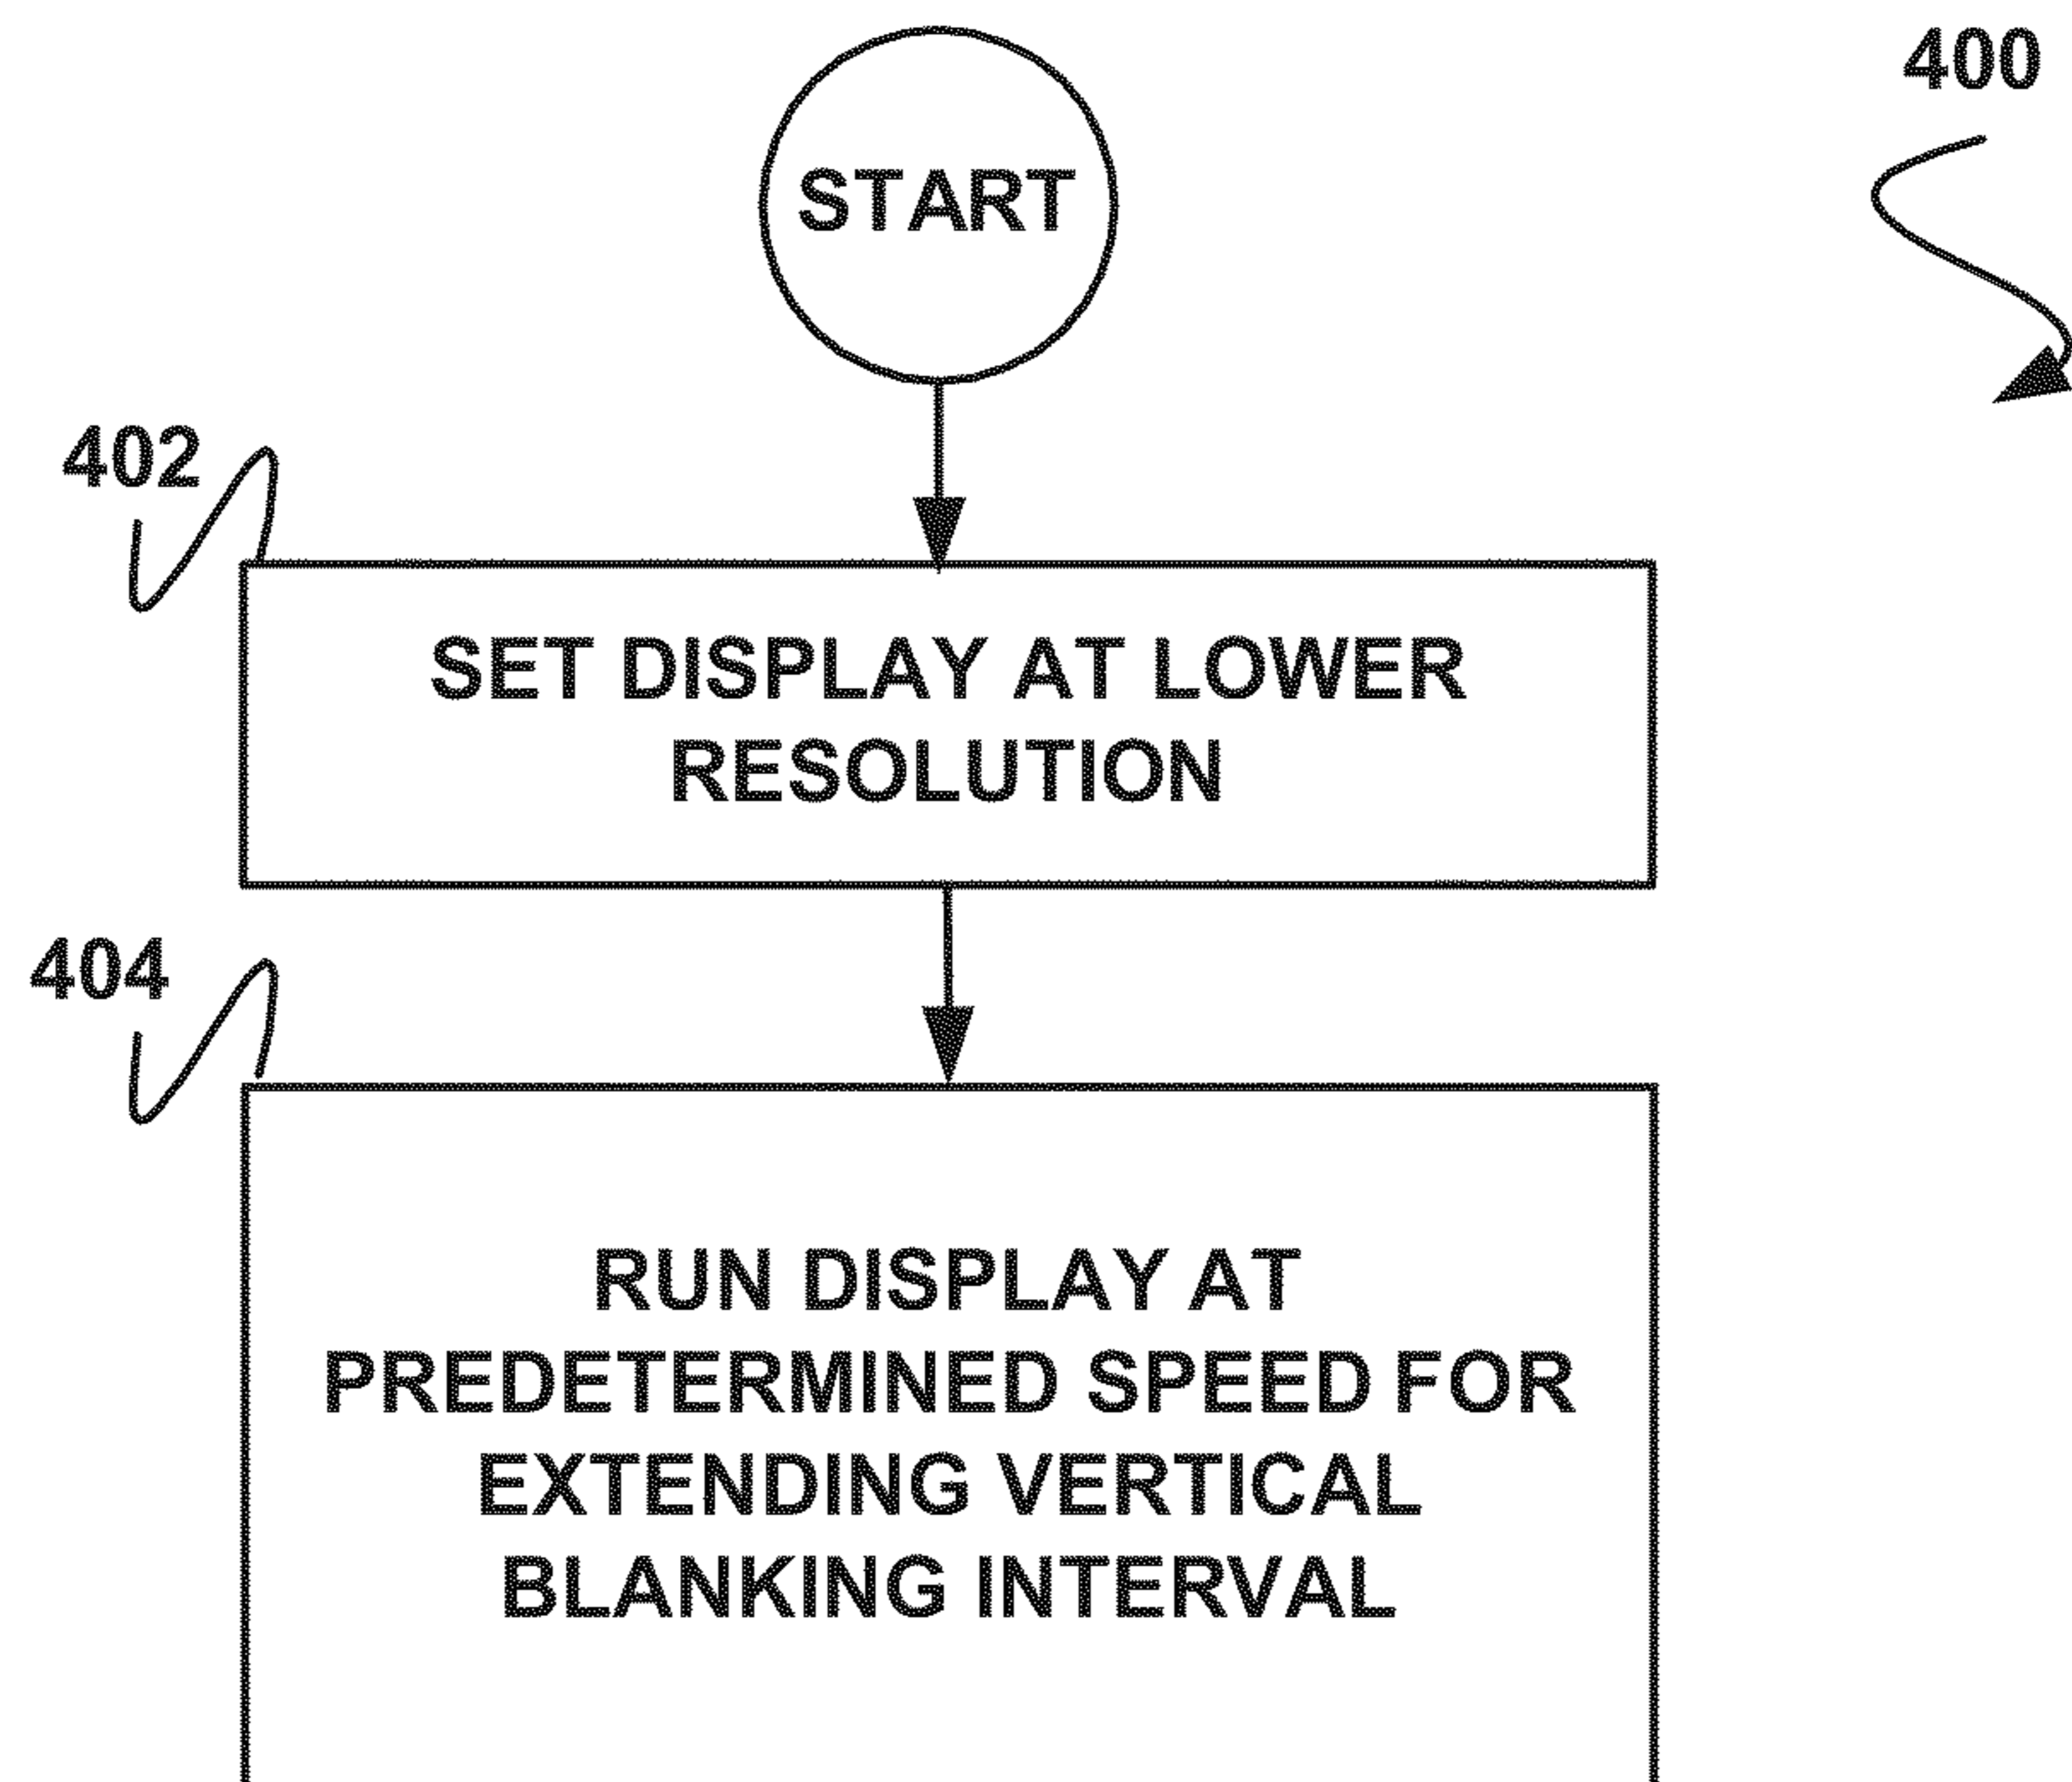 START
400
402
SET DISPLAY AT LOWER
RESOLUTION
404
RUN DISPLAY AT
PREDETERMINED SPEED FOR
EXTENDING VERTICAL
BLANKING INTERVAL